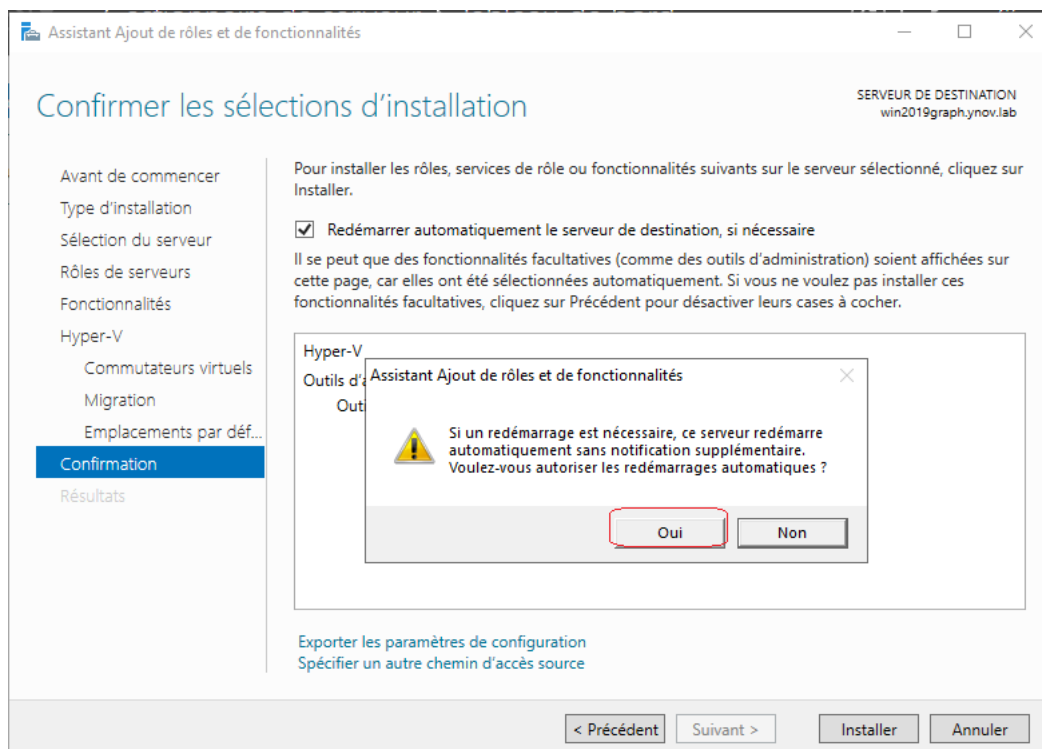 Assistant Ajout de rôles et de fonctionnalités
Confirmer les sélections d'installation
SERVEUR DE DESTINATION
win2019graph.ynov.lab
Avant de commencer
Type d'installation
Sélection du serveur
Rôles de serveurs
Fonctionnalités
Hyper-V
Commutateurs virtuels
Migration
Emplacements par déf...
Confirmation
Résultats
Pour installer les rôles, services de rôle ou fonctionnalités suivants sur le serveur sélectionné, cliquez sur
Installer.
Redémarrer automatiquement le serveur de destination, si nécessaire
Il se peut que des fonctionnalités facultatives (comme des outils d'administration) soient affichées sur
cette page, car elles ont été sélectionnées automatiquement. Si vous ne voulez pas installer ces
fonctionnalités facultatives, cliquez sur Précédent pour désactiver leurs cases à cocher.
Hyper-V
Outils d'a
Outi
Assistant Ajout de rôles et de fonctionnalités
Si un redémarrage est nécessaire, ce serveur redémarre
automatiquement sans notification supplémentaire.
Voulez-vous autoriser les redémarrages automatiques ?
Oui
Non
Exporter les paramètres de configuration
Spécifier un autre chemin d'accès source
< Précédent
Suivant >
Installer
Annuler